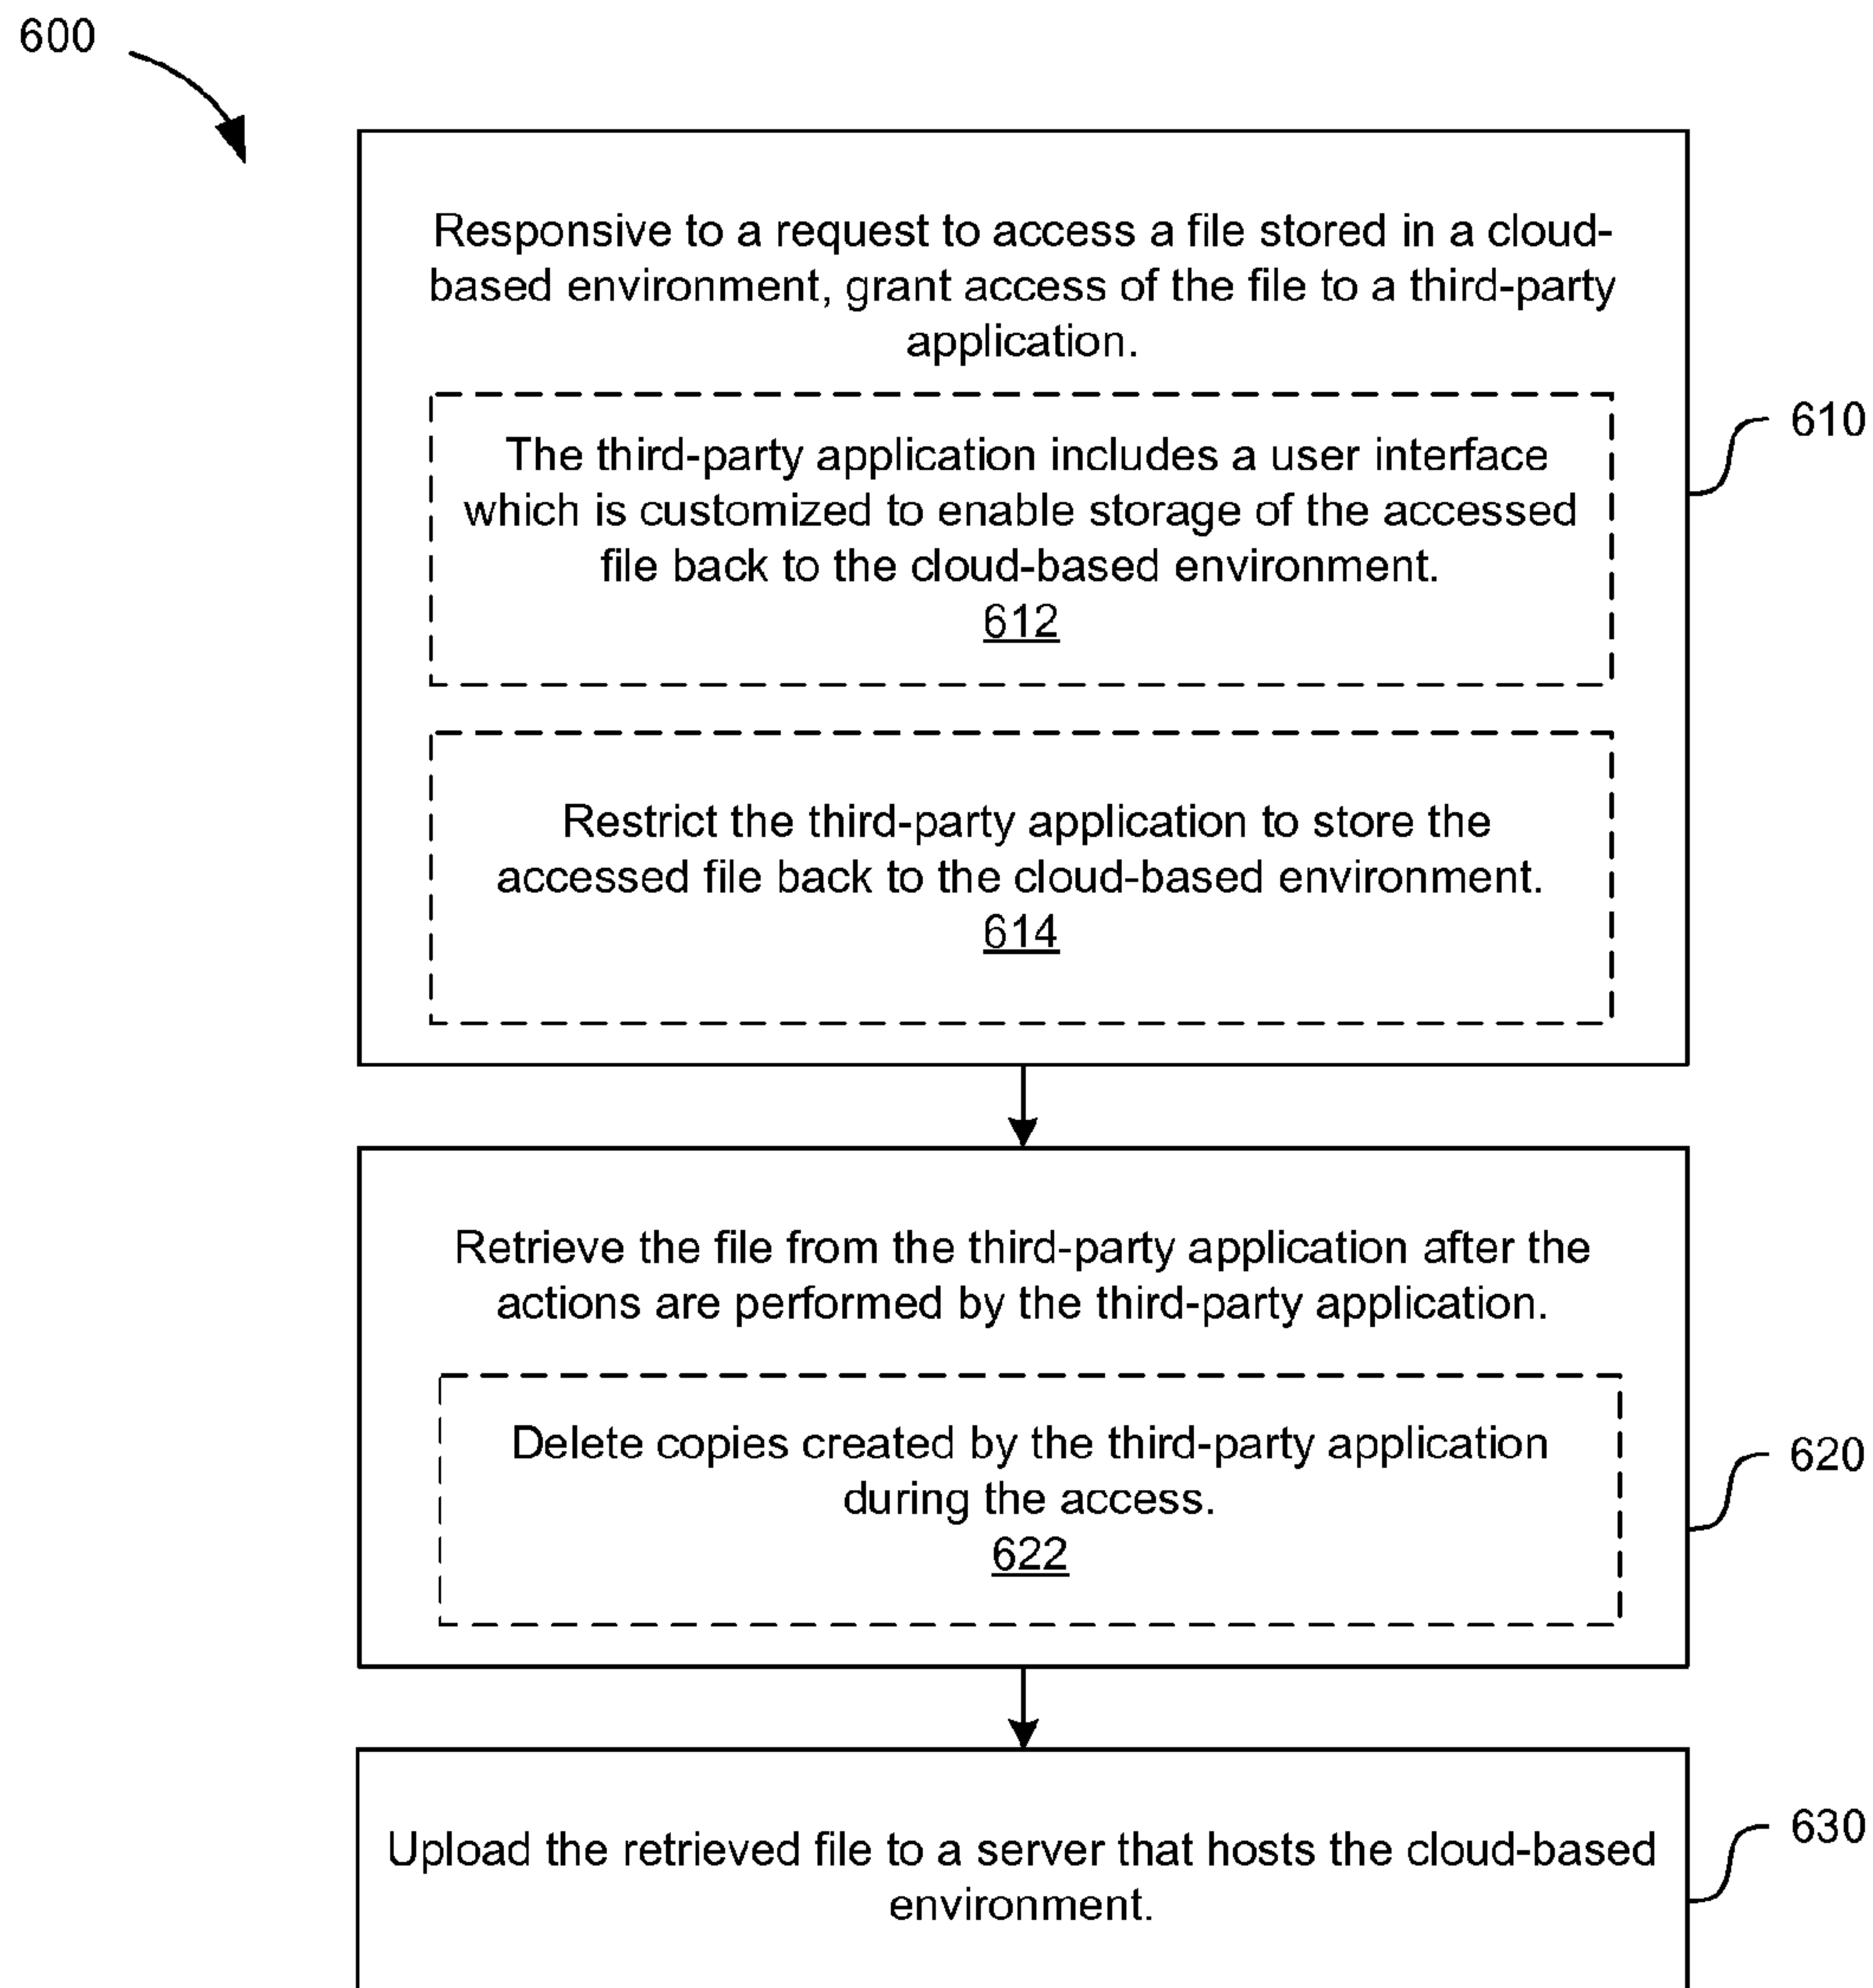 600
Responsive to a request to access a file stored in a cloud-
based environment, grant access of the file to a third-party
application.
610
The third-party application includes a user interface
which is customized to enable storage of the accessed
file back to the cloud-based environment.
612
Restrict the third-party application to store the
accessed file back to the cloud-based environment.
614
Retrieve the file from the third-party application after the
actions are performed by the third-party application.
Delete copies created by the third-party application
during the access.
622
620
Upload the retrieved file to a server that hosts the cloud-based
environment.
630